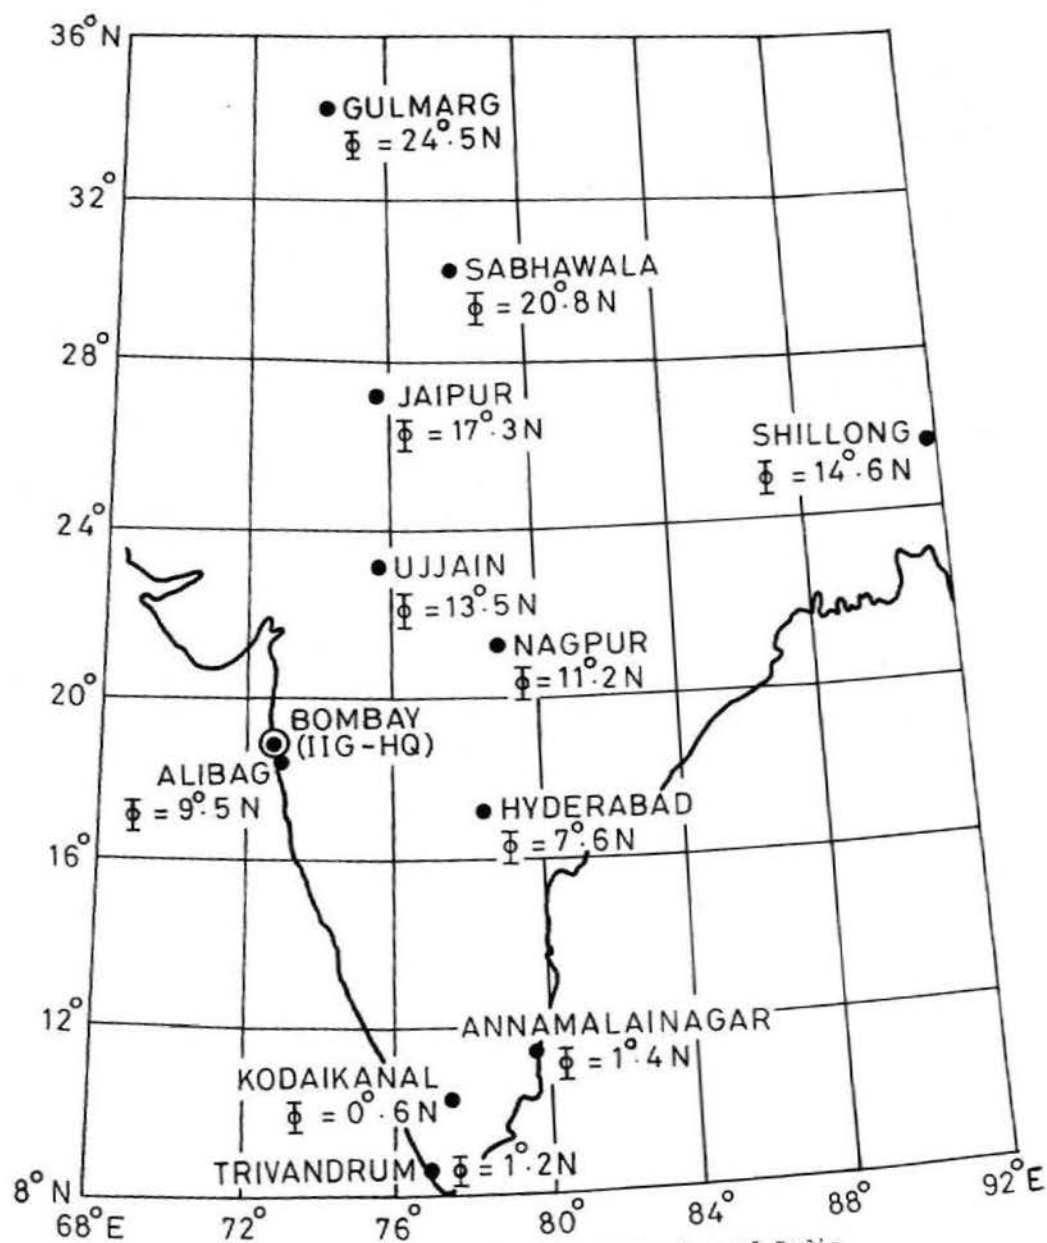 36°N
GULMARG
Φ = 24°.5N
32°
SABHAWALA
Φ = 20°.8N
28°
JAIPUR
Φ = 17°.3N
SHILLONG
Φ = 14°.6N
24°
UJJAIN
Φ = 13°.5N
NAGPUR
Φ = 11°.2N
20°
BOMBAY
(IIG-HQ)
ALIBAG
Φ = 9°.5N
HYDERABAD
Φ = 7°.6N
16°
12°
ANNAMALAINAGAR
Φ = 1°.4N
KODAIKANAL
Φ = 0°.6N
TRIVANDRUM Φ = 1°.2N
8°N
68°E 72° 76° 80° 84° 88° 92°E